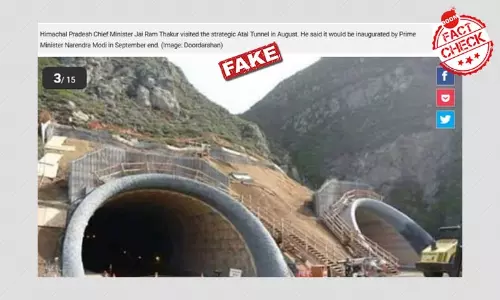 Himachal Pradesh Chief Minister Jai Ram Thakur visited the strategic Atal Tunnel in August. He said it would be inaugurated by Prime
Minister Narendra Modi in September end. (Image: Doordarshan)
100%
FACT
CHECK
FAKE
3/ 15
f